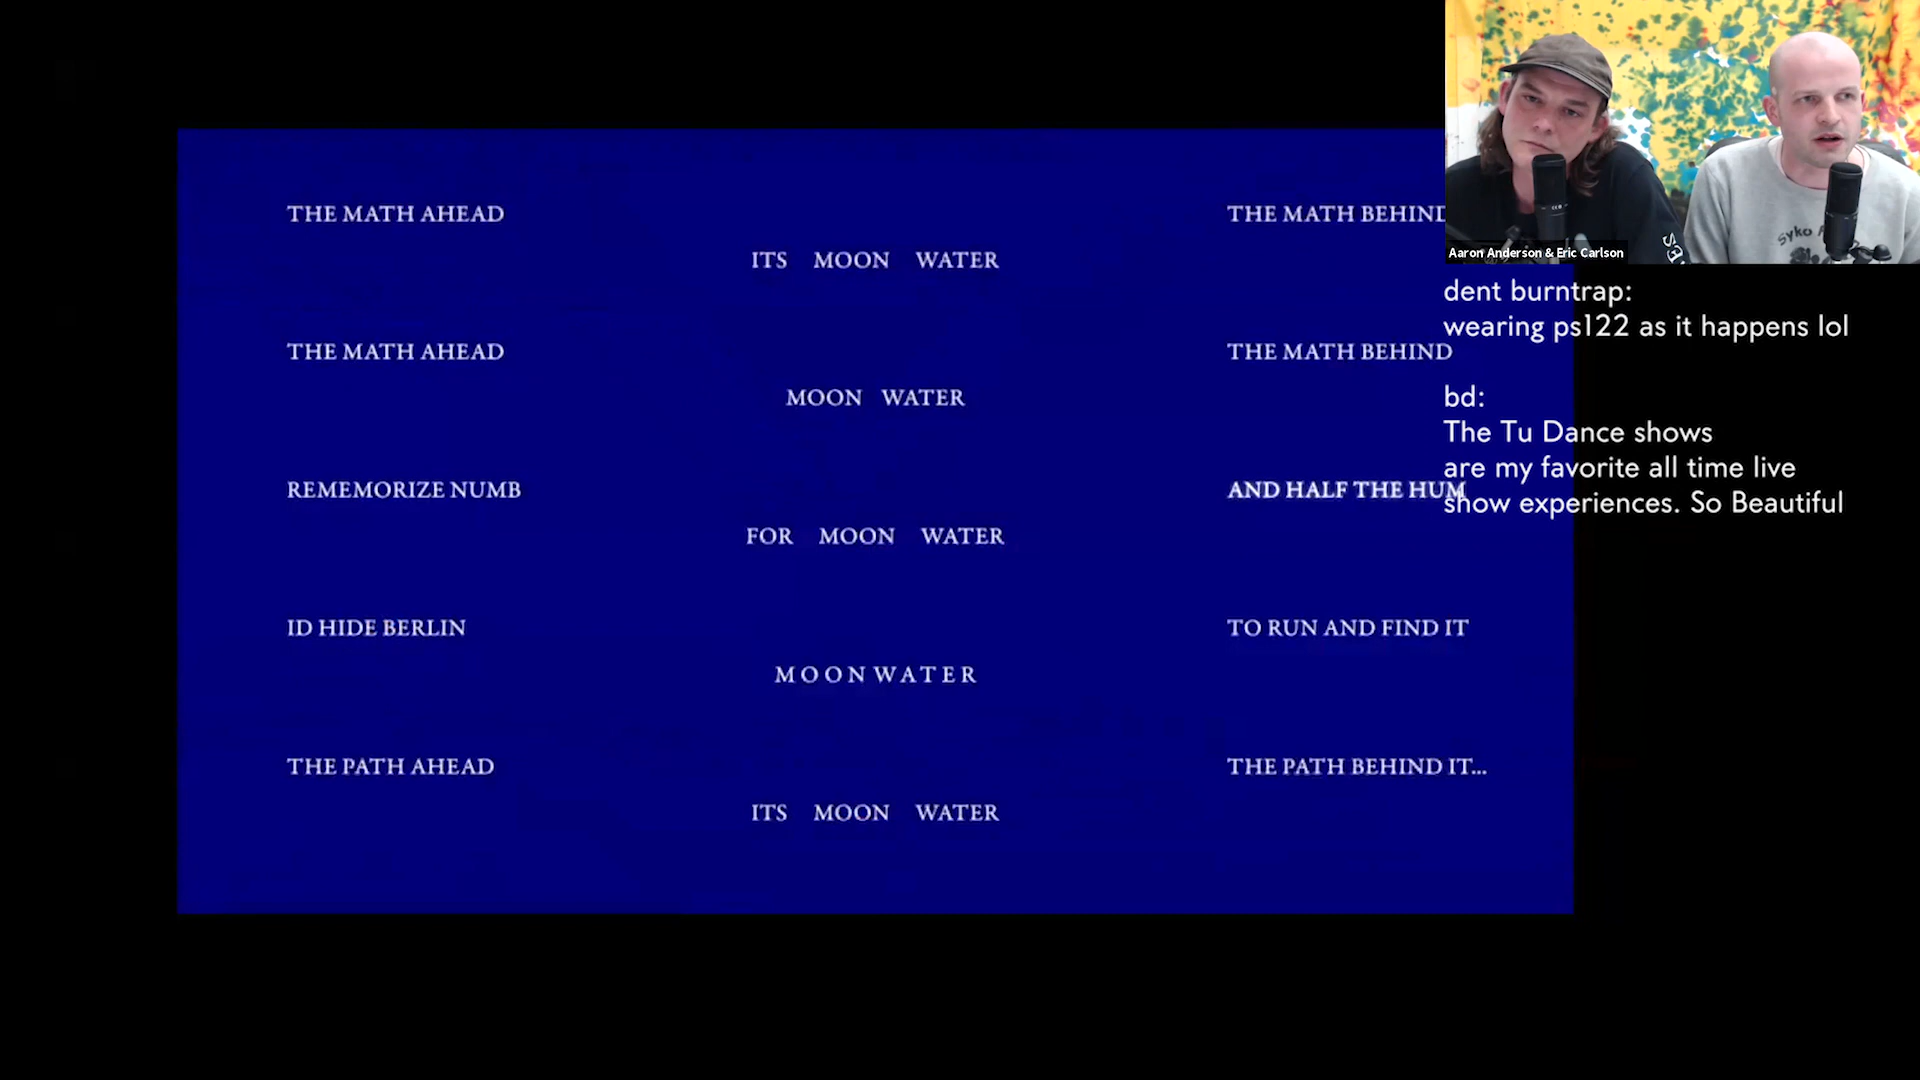 THE MATH AHEAD
THE MATH BEHIND
ITS MOON WATER
THE MATH AHEAD
THE MATH BEHIND
MOON WATER
REMEMORIZE NUMB
AND HALF THE HUM
FOR MOON WATER
ID HIDE BERLIN
TO RUN AND FIND IT
MOONWATER
THE PATH AHEAD
THE PATH BEHIND IT...
ITS MOON WATER
Syko
Aaron Anderson & Eric Carlson
dent burntrap:
wearing ps122 as it happens lol
bd:
The Tu Dance shows
are my favorite all time live
show experiences. So Beautiful